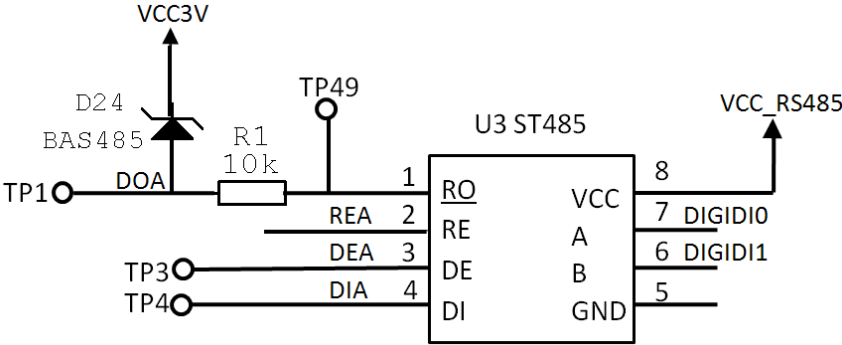 VCC3V
D24
BAS485
TP49
U3 ST485
VCC_RS485
R1
10k
TP1
DOA
1
RO
VCC
8
REA
2
RE
A
7
DIGIDI0
TP3
DEA
3
DE
B
6
DIGIDI1
TP4
DIA
4
DI
GND
5